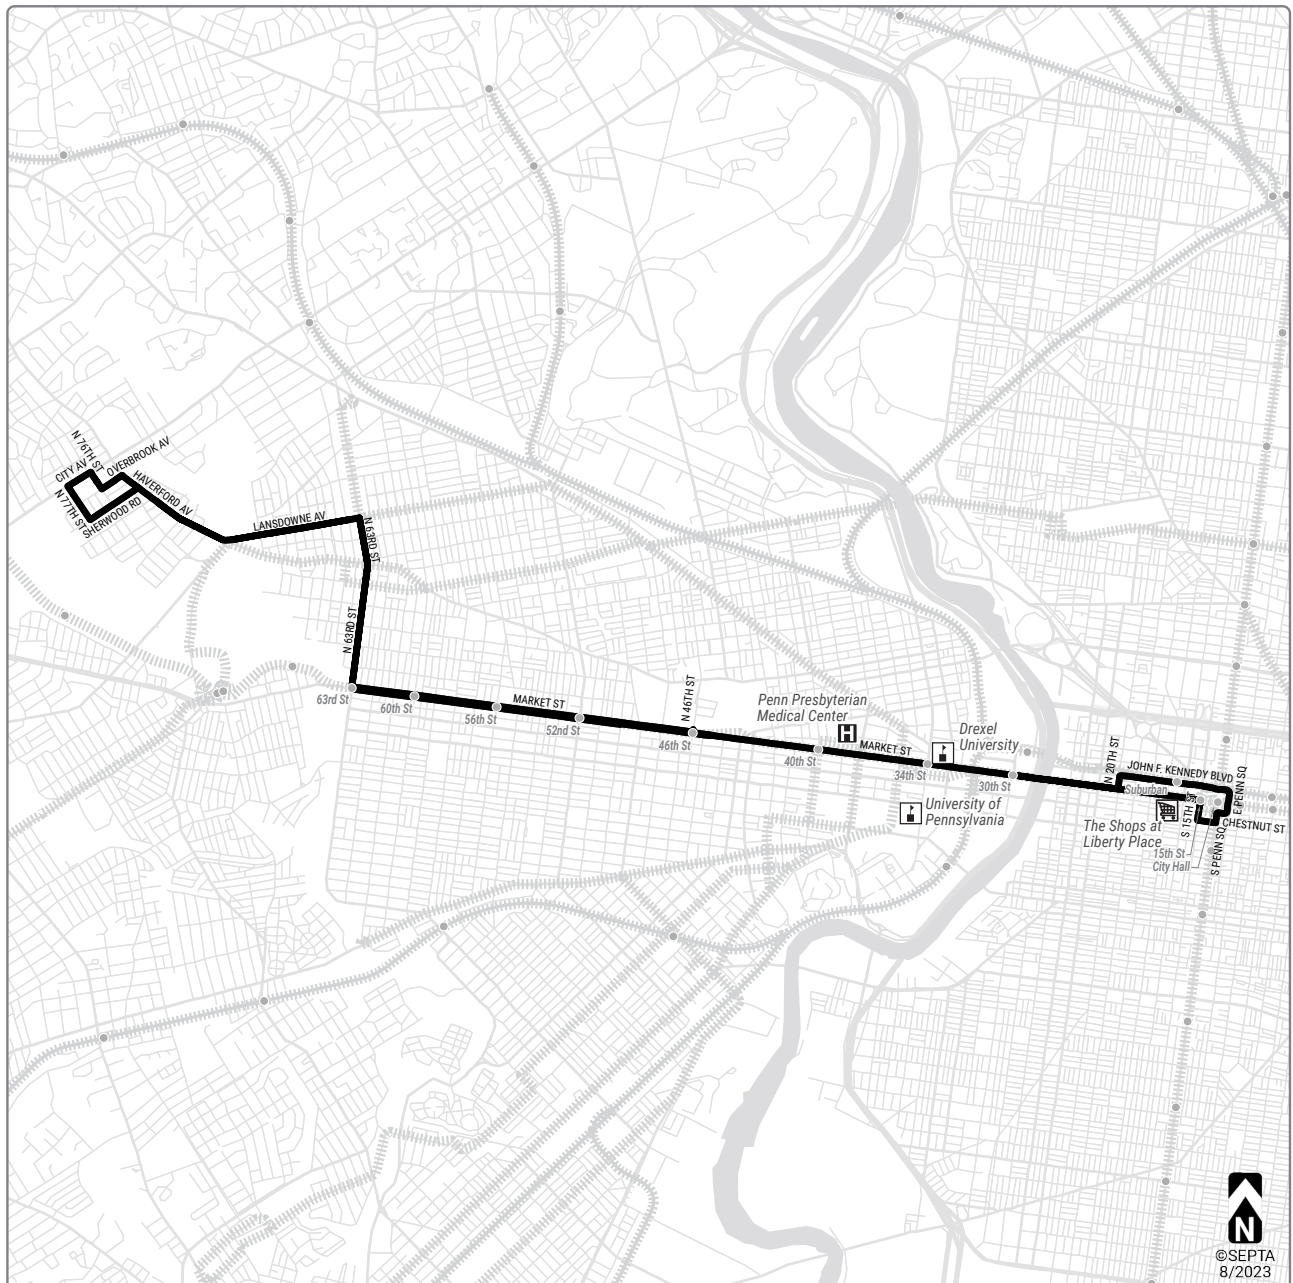 N 76TH ST
OVERBROOK AV
CITY AV
HAVERFORD AV
N 77TH ST
SHERWOOD RD
LANSDOWNE AV
N 63RD ST
N 63RD ST
63rd St
60th St
56th St
MARKET ST
52nd St
N 46TH ST
46th St
Penn Presbyterian
Medical Center
H
MARKET ST
40th St
34th St
Drexel
University
30th St
University of
Pennsylvania
N 20TH ST
JOHN F. KENNEDY BLVD
Suburban
E PENN SQ
S 15TH ST
The Shops at
Liberty Place
CHESTNUT ST
15th St
City Hall
S PENN SQ
N
©SEPTA
8/2023